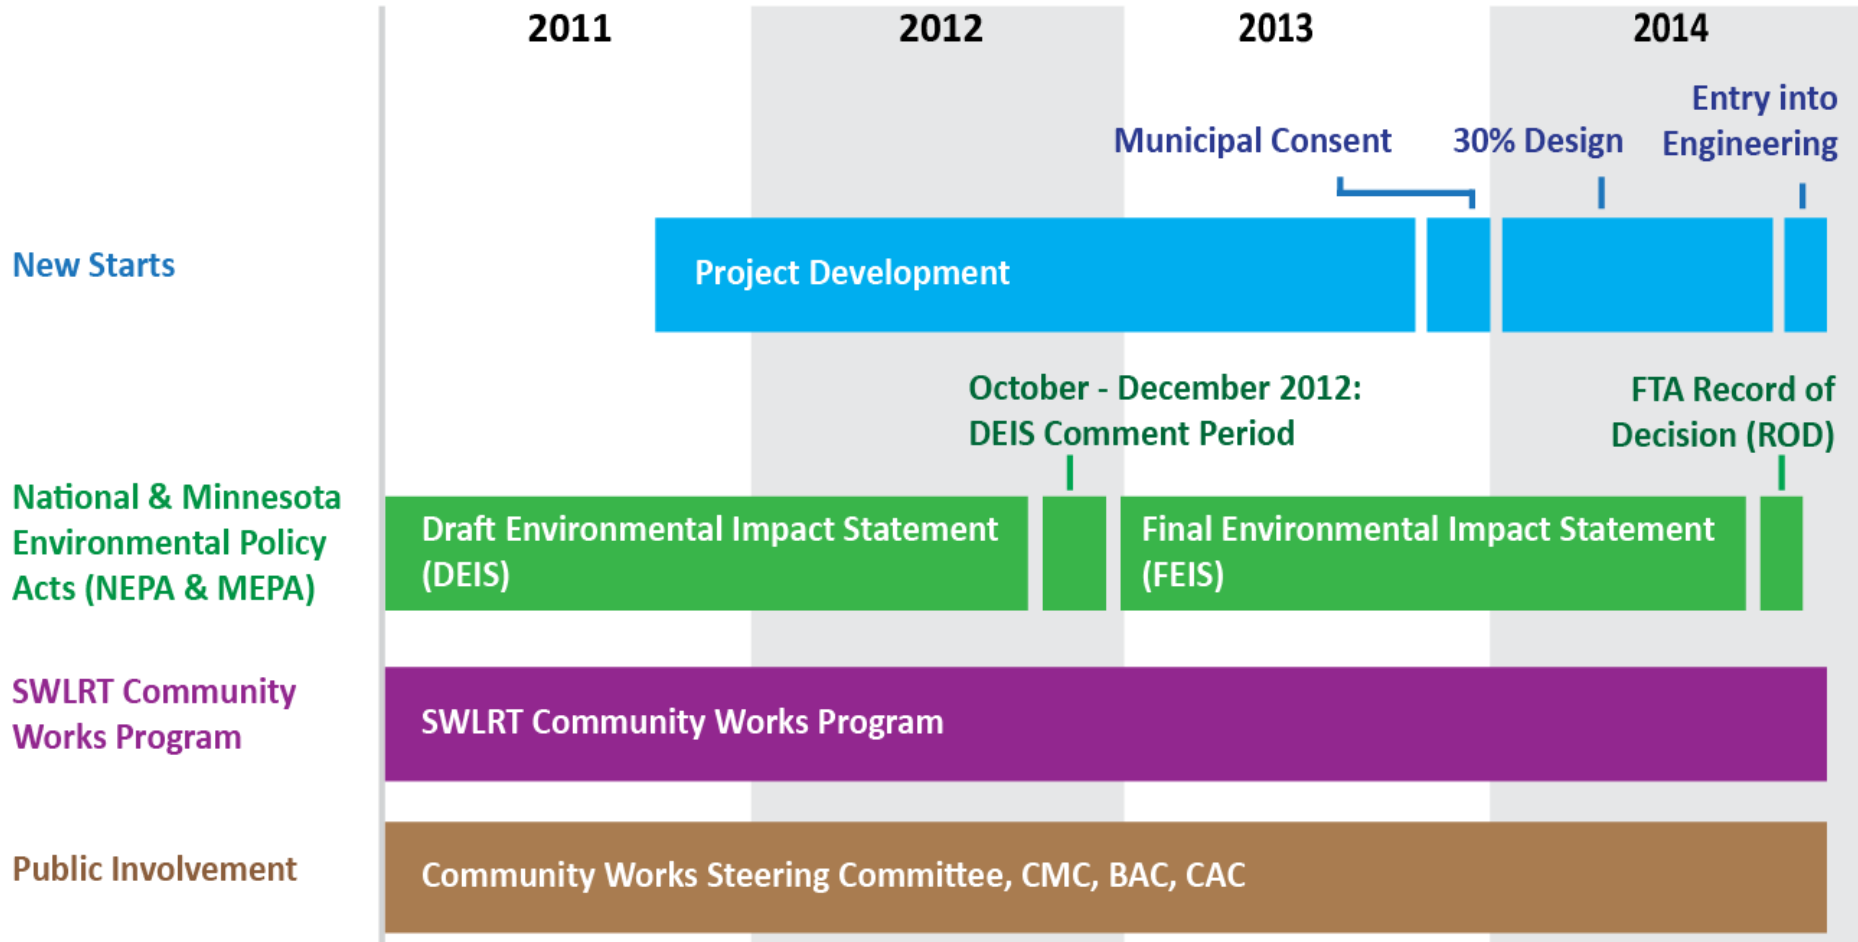 2011
2012
2013
2014
Entry into
Engineering
Municipal Consent
30% Design
New Starts
Project Development
October - December 2012:
DEIS Comment Period
FTA Record of
Decision (ROD)
National & Minnesota
Environmental Policy
Acts (NEPA & MEPA)
Draft Environmental Impact Statement
(DEIS)
Final Environmental Impact Statement
(FEIS)
SWLRT Community
Works Program
SWLRT Community Works Program
Public Involvement
Community Works Steering Committee, CMC, BAC, CAC